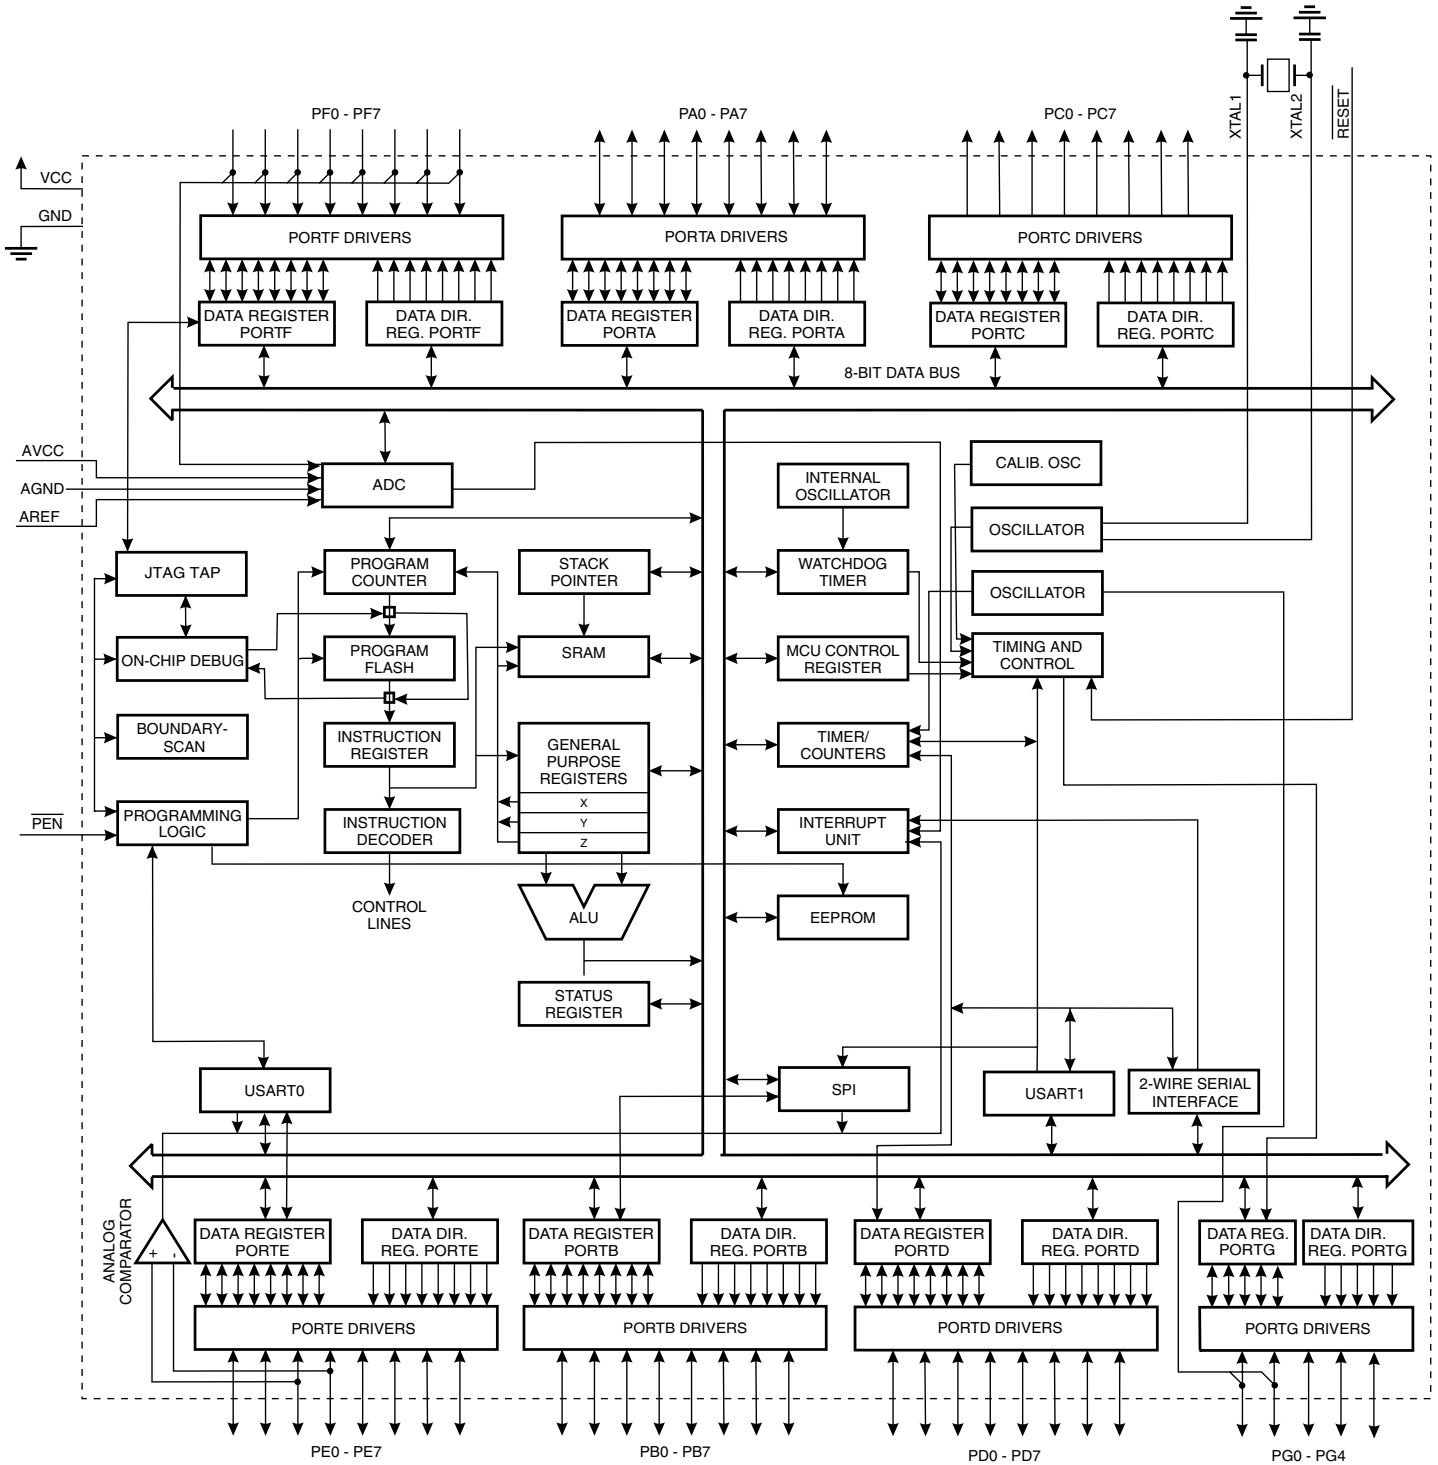 XTAL1
XTAL2
RESET
PF0 - PF7
PA0 - PA7
PC0 - PC7
VCC
GND
PORTF DRIVERS
PORTA DRIVERS
PORTC DRIVERS
DATA REGISTER
PORTF
DATA DIR.
REG. PORTF
DATA REGISTER
PORTA
DATA DIR.
REG. PORTA
DATA REGISTER
PORTC
DATA DIR.
REG. PORTC
8-BIT DATA BUS
AVCC
AGND
AREF
ADC
INTERNAL
OSCILLATOR
CALIB. OSC
OSCILLATOR
JTAG TAP
PROGRAM
COUNTER
STACK
POINTER
WATCHDOG
TIMER
OSCILLATOR
ON-CHIP DEBUG
PROGRAM
FLASH
SRAM
MCU CONTROL
REGISTER
TIMING AND
CONTROL
BOUNDARY-
SCAN
INSTRUCTION
REGISTER
GENERAL
PURPOSE
REGISTERS
X
Y
Z
TIMER/
COUNTERS
PEN
PROGRAMMING
LOGIC
INSTRUCTION
DECODER
INTERRUPT
UNIT
CONTROL
LINES
ALU
EEPROM
STATUS
REGISTER
USART0
SPI
USART1
2-WIRE SERIAL
INTERFACE
ANALOG
COMPARATOR
+
-
DATA REGISTER
PORTE
DATA DIR.
REG. PORTE
DATA REGISTER
PORTB
DATA DIR.
REG. PORTB
DATA REGISTER
PORTD
DATA DIR.
REG. PORTD
DATA REG.
PORTG
DATA DIR.
REG. PORTG
PORTE DRIVERS
PORTB DRIVERS
PORTD DRIVERS
PORTG DRIVERS
PE0 - PE7
PB0 - PB7
PD0 - PD7
PG0 - PG4